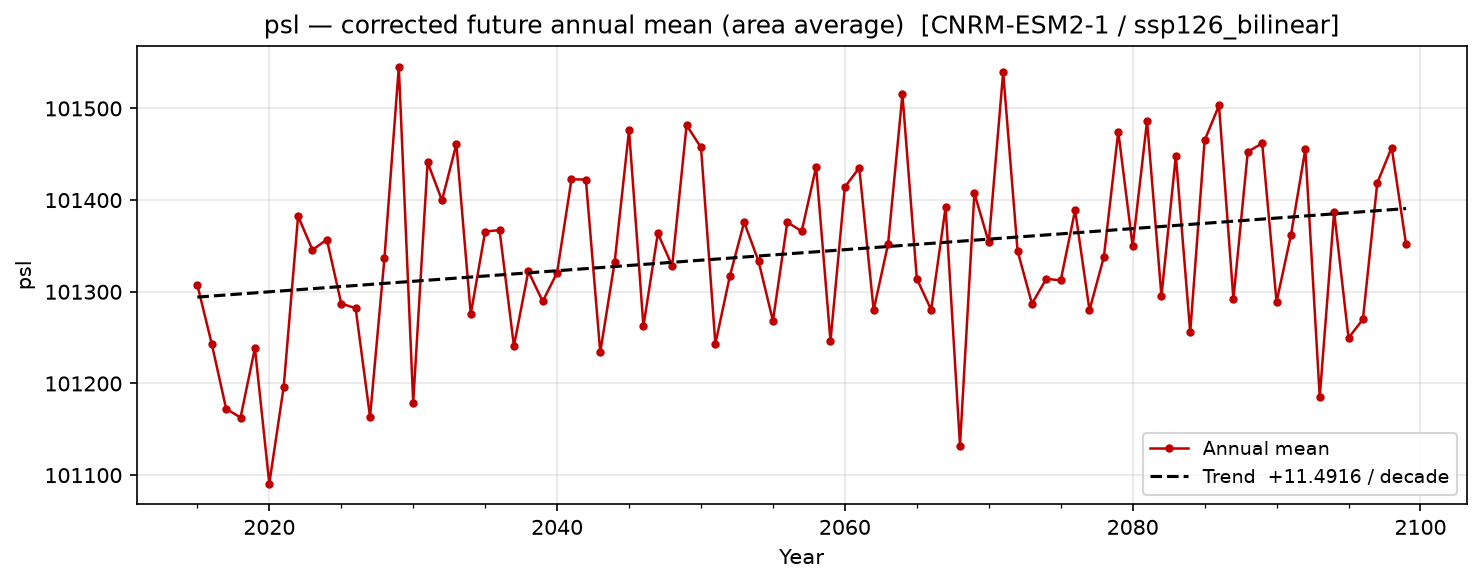 psl — corrected future annual mean (area average)  [CNRM-ESM2-1 / ssp126_bilinear]
psl
101500
101400
101300
101200
101100
Annual mean
Trend  +11.4916 / decade
2020
2040
2060
2080
2100
Year